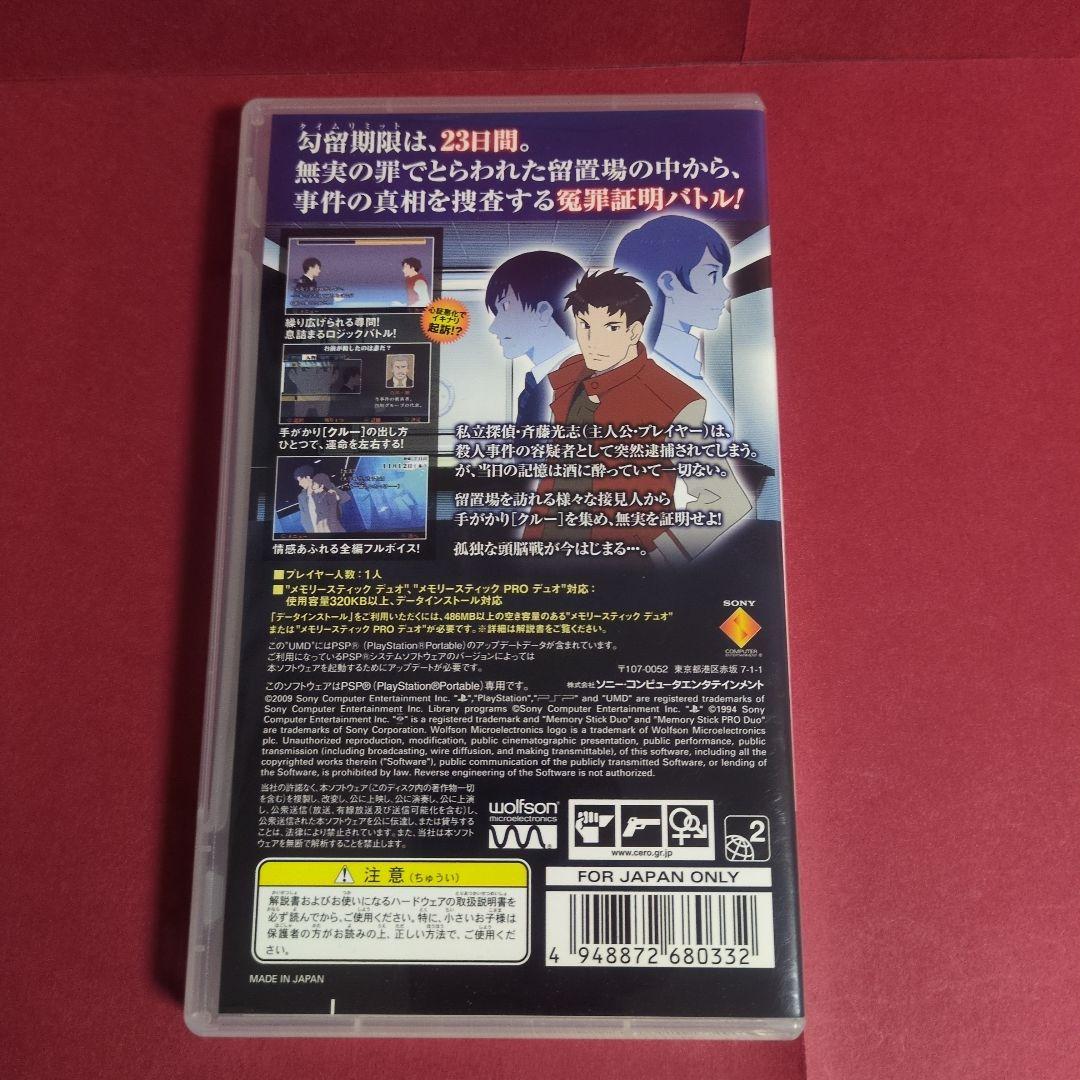 タイムリミット
勾留期限は、23日間。
無実の罪でとらわれた留置場の中から、
事件の真相を捜査する冤罪証明バトル!
繰り広げられる尋問!
息詰まるロジックバトル!
心証悪化で
イキナリ
起訴!?
お前が殺したのは誰だ?
手がかり[クルー]の出し方
ひとつで、運命を左右する!
11月12日
情感あふれる全編フルボイス!
私立探偵・斉藤光志(主人公・プレイヤー)は、
殺人事件の容疑者として突然逮捕されてしまう。
が、当日の記憶は酒に酔っていて一切ない。
留置場を訪れる様々な接見人から
手がかり[クルー]を集め、無実を証明せよ!
孤独な頭脳戦が今はじまる…。
■プレイヤー人数:1人
■"メモリースティック デュオ"、"メモリースティック PRO デュオ"対応:
使用容量320KB以上、データインストール対応
「データインストール」をご利用いただくには、486MB以上の空き容量のある"メモリースティック デュオ"
または"メモリースティック PRO デュオ"が必要です。※詳細は解説書をご覧ください。
この"UMD"にはPSP® (PlayStation®Portable)のアップデートデータが含まれています。
ご利用になっているPSP®システムソフトウェアのバージョンによっては
本ソフトウェアを起動するためにアップデートが必要です。
SONY
COMPUTER
ENTERTAINMENT ®
〒107-0052 東京都港区赤坂 7-1-1
株式会社 ソニー・コンピュータエンタテインメント
このソフトウェアはPSP® (PlayStation®Portable)専用です。
©2009 Sony Computer Entertainment Inc. " ","PlayStation","PSP" and "UMD" are registered trademarks of
Sony Computer Entertainment Inc. Library programs ©Sony Computer Entertainment Inc. " " ©1994 Sony
Computer Entertainment Inc. " " is a registered trademark and "Memory Stick Duo" and "Memory Stick PRO Duo"
are trademarks of Sony Corporation. Wolfson Microelectronics logo is a trademark of Wolfson Microelectronics
plc. Unauthorized reproduction, modification, public cinematographic presentation, public performance, public
transmission (including broadcasting, wire diffusion, and making transmittable), of this software, including all the
copyrighted works therein ("Software"), public communication of the publicly transmitted Software, or lending of
the Software, is prohibited by law. Reverse engineering of the Software is not authorized.
当社の許諾なく、本ソフトウェア(このディスク内の著作物一切
を含む)を複製し、改変し、公に上映し、公に演奏し、公に上演
し、公衆送信(放送、有線放送及び送信可能化を含む)し、
公衆送信された本ソフトウェアを公に伝達し、または貸与する
ことは、法律により禁止されています。また、当社は本ソフト
ウェアを無断で解析することを禁止します。
wolfson
microelectronics
®
www.cero.gr.jp
2
注意(ちゅうい)
解説書およびお使いになるハードウェアの取扱説明書を
必ず読んでから、ご使用ください。特に、小さいお子様は
保護者の方がお読みの上、正しい方法で、ご使用くだ
さい。
FOR JAPAN ONLY
4 948872 680332
MADE IN JAPAN